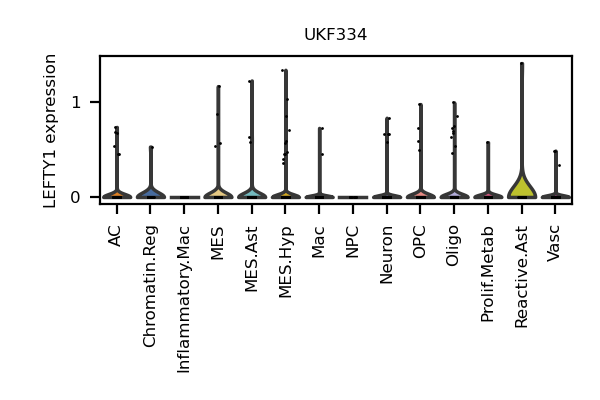 UKF334
LEFTY1 expression
1
0
AC
Chromatin.Reg
Inflammatory.Mac
MES
MES.Ast
MES.Hyp
Mac
NPC
Neuron
OPC
Oligo
Prolif.Metab
Reactive.Ast
Vasc